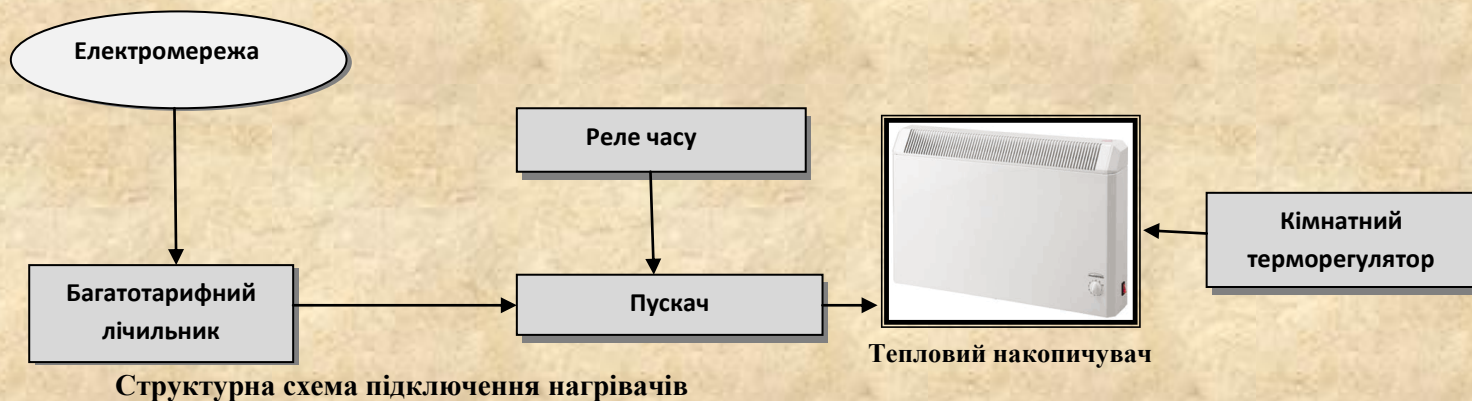 Електромережа
Реле часу
Кімнатний
терморегулятор
Багатотарифний
лічильник
Пускач
Тепловий накопичувач
Структурна схема підключення нагрівачів